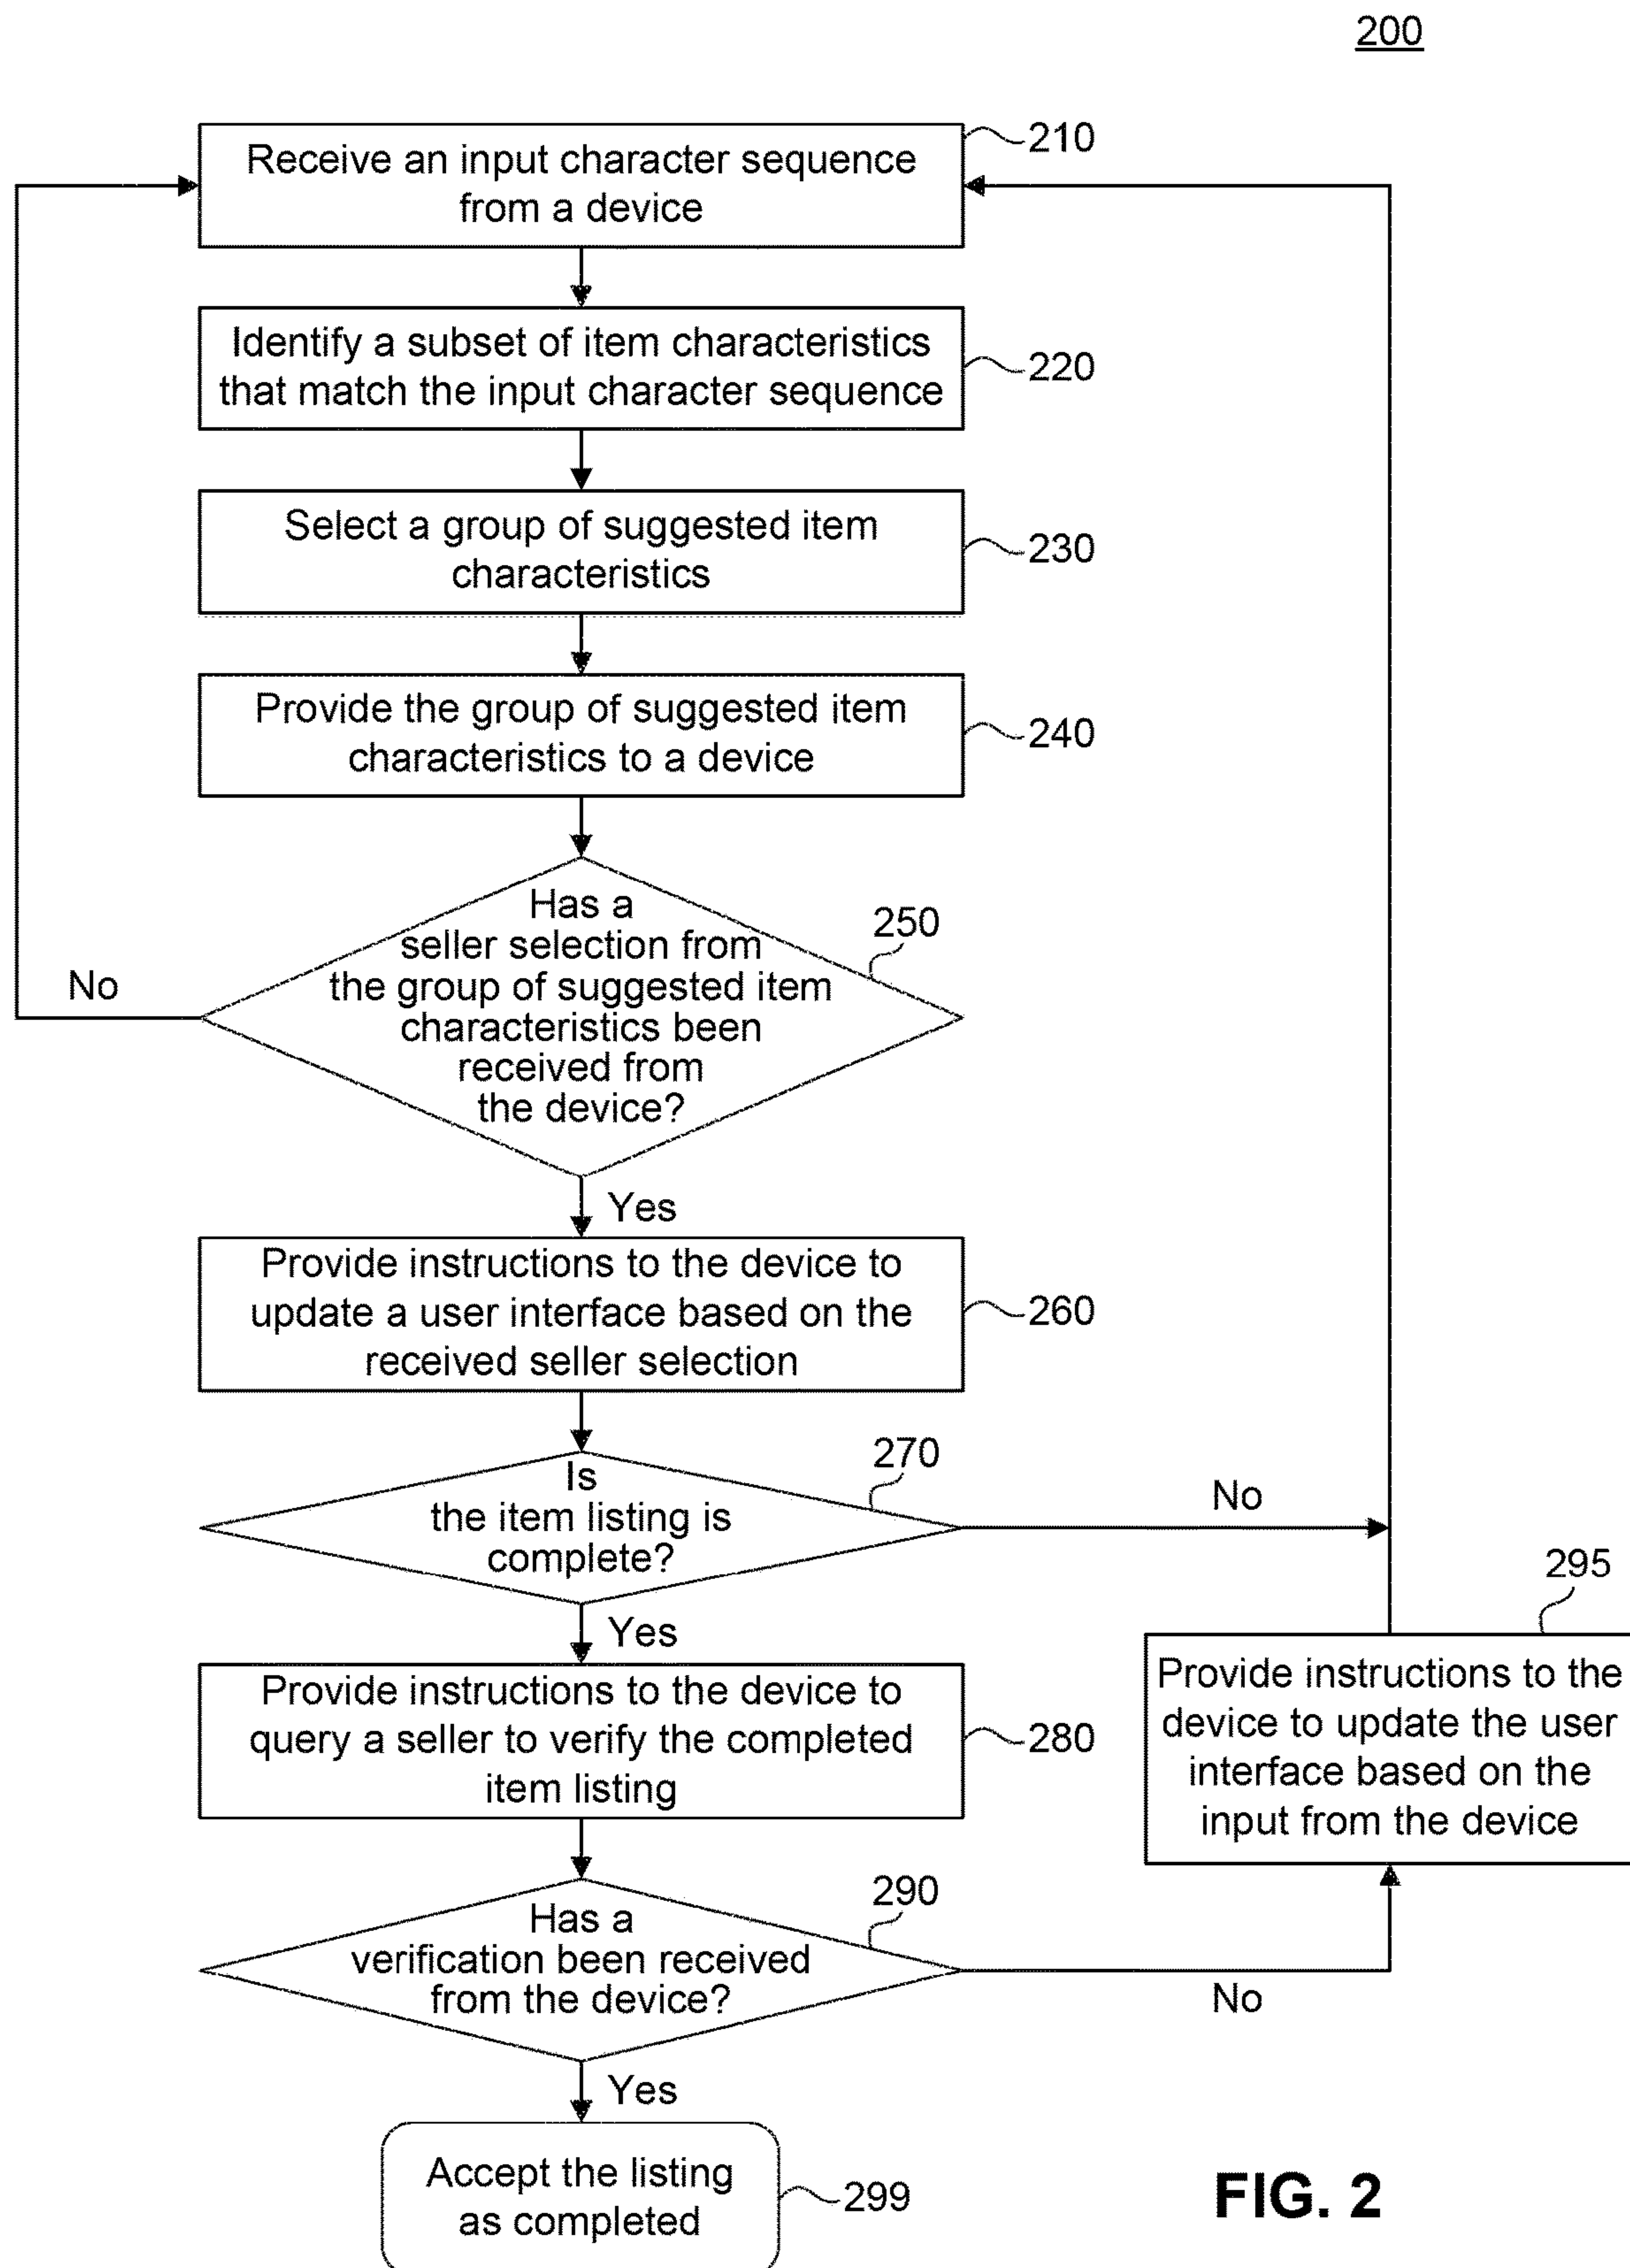 200
Receive an input character sequence
from a device
210
Identify a subset of item characteristics
that match the input character sequence
220
Select a group of suggested item
characteristics
230
Provide the group of suggested item
characteristics to a device
240
Has a
seller selection from
the group of suggested item
characteristics been
received from
the device?
250
No
Yes
Provide instructions to the device to
update a user interface based on the
received seller selection
260
Is
the item listing is
complete?
270
No
Yes
Provide instructions to the device to
query a seller to verify the completed
item listing
280
295
Provide instructions to the
device to update the user
interface based on the
input from the device
Has a
verification been received
from the device?
290
No
Yes
Accept the listing
as completed
299
FIG. 2